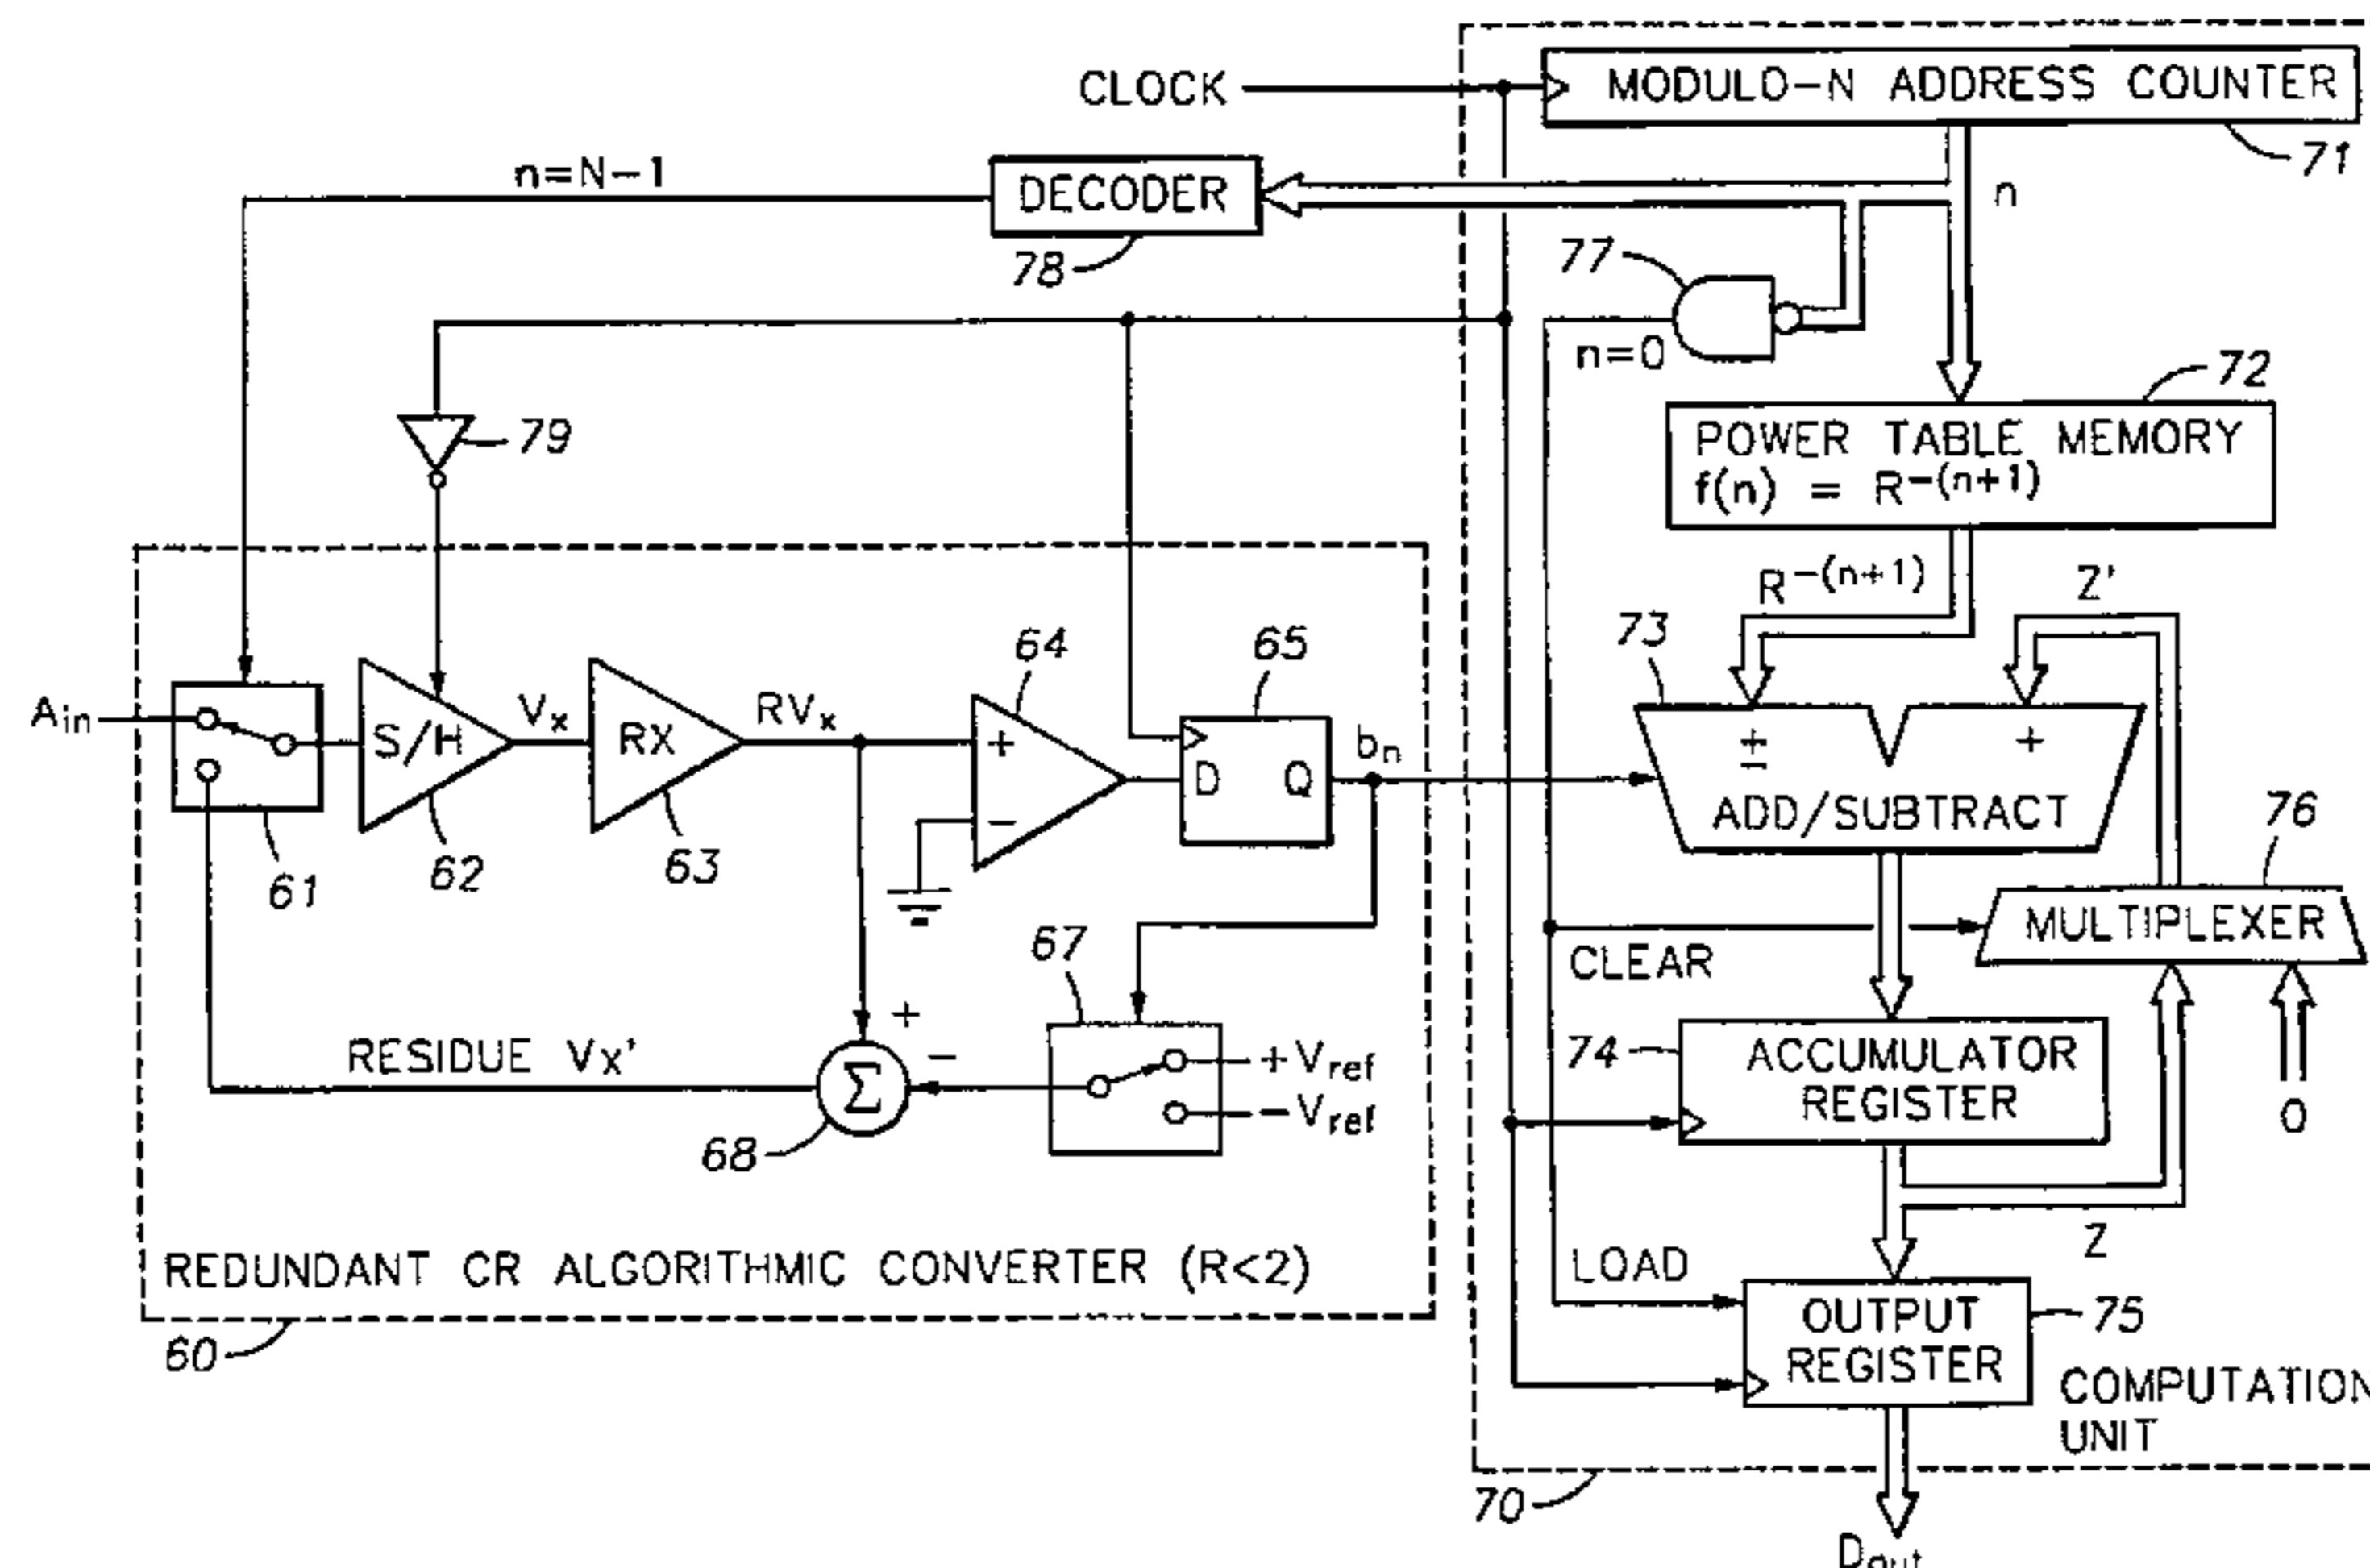 CLOCK
MODULO-N ADDRESS COUNTER
71
n=N-1
DECODER
n
78
77
n=0
72
79
POWER TABLE MEMORY
f(n) = R^-(n+1)
R^-(n+1)
Z'
73
64
65
Ain
S/H
Vx
RX
RVx
+
D
Q
bn
±
+
ADD/SUBTRACT
76
-
61
62
63
MULTIPLEXER
67
CLEAR
+
-
+Vref
-Vref
RESIDUE Vx'
Σ
68
74
ACCUMULATOR
REGISTER
0
Z
REDUNDANT CR ALGORITHMIC CONVERTER (R<2)
LOAD
OUTPUT
REGISTER
75
60
COMPUTATION
UNIT
70
Dout